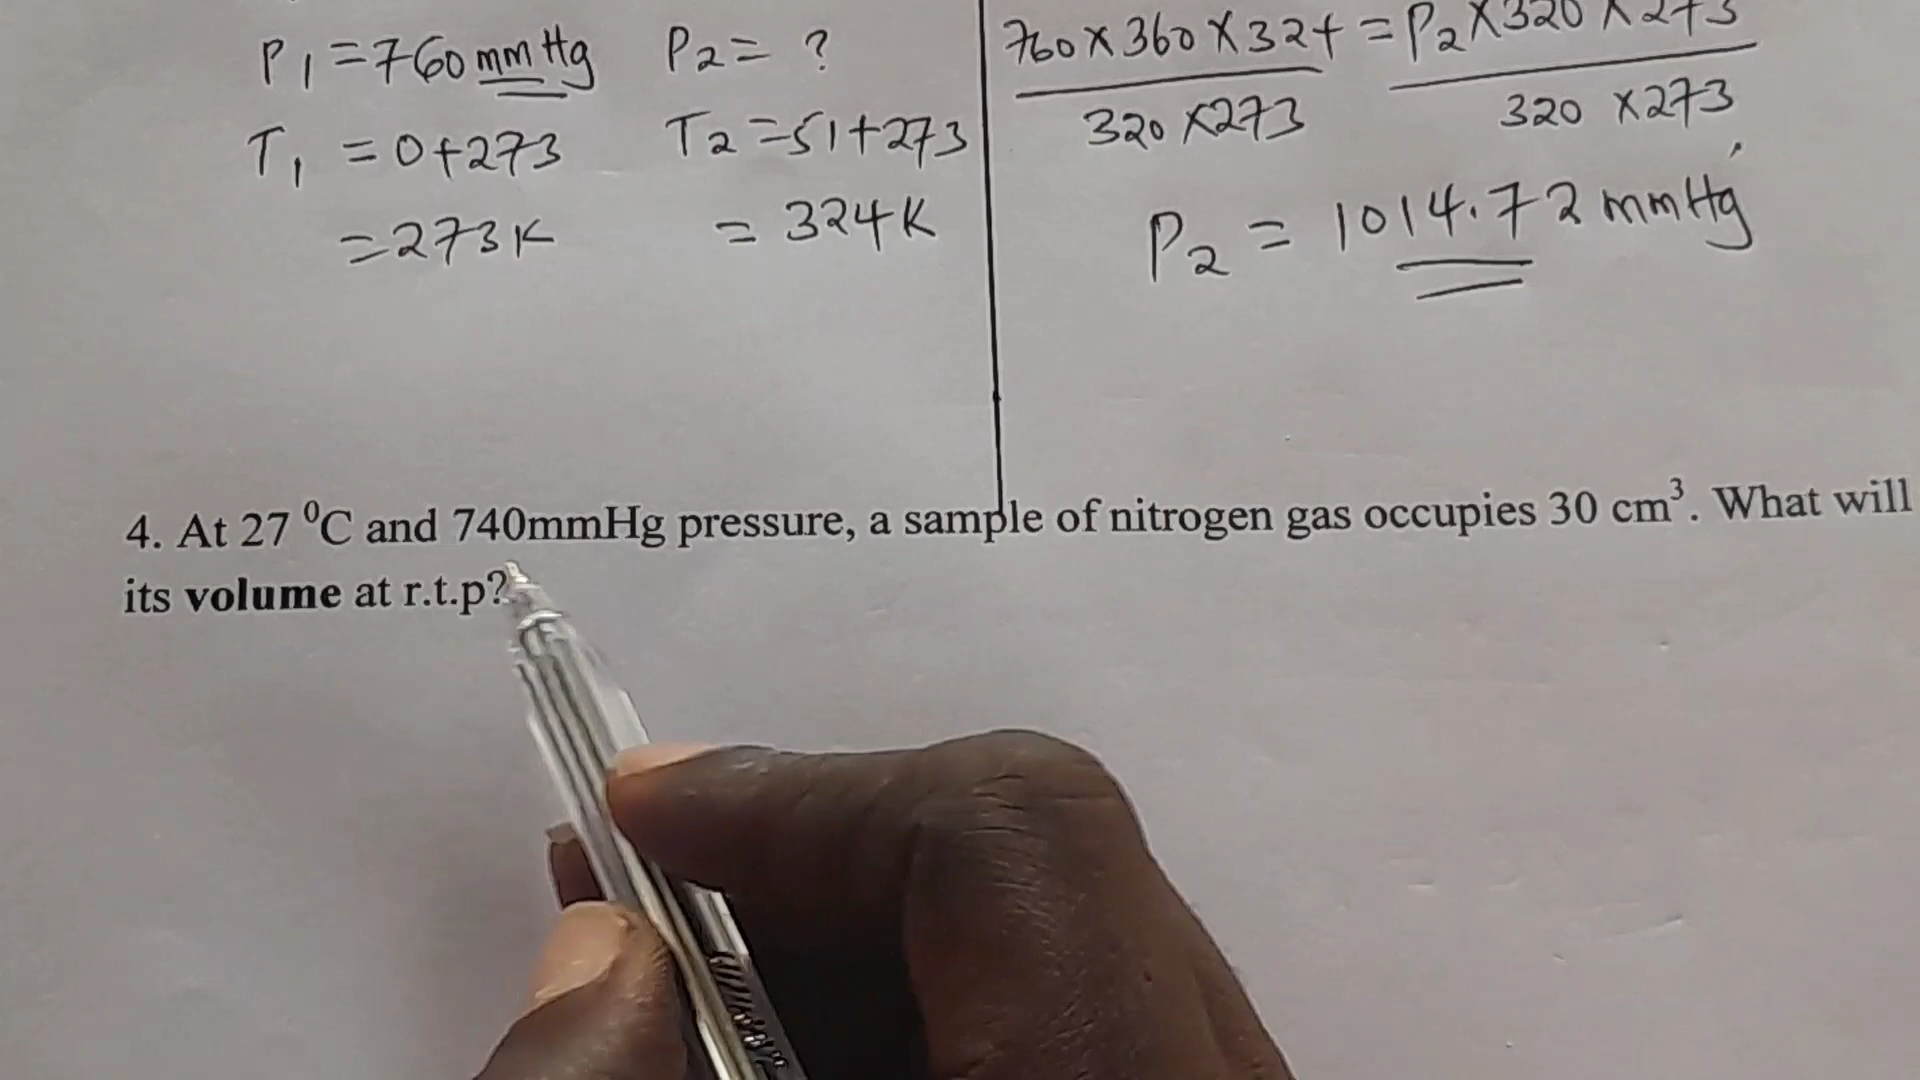 P1 = 760 mmHg P2 = ?
T1 = 0+273 T2 = 51+273
= 273K = 324K
760 X 360 X 324 = P2 X 320 X 273
320 X 273 320 X 273
P2 = 1014.72 mmHg
4. At 27 ⁰C and 740mmHg pressure, a sample of nitrogen gas occupies 30 cm³. What will
its volume at r.t.p?